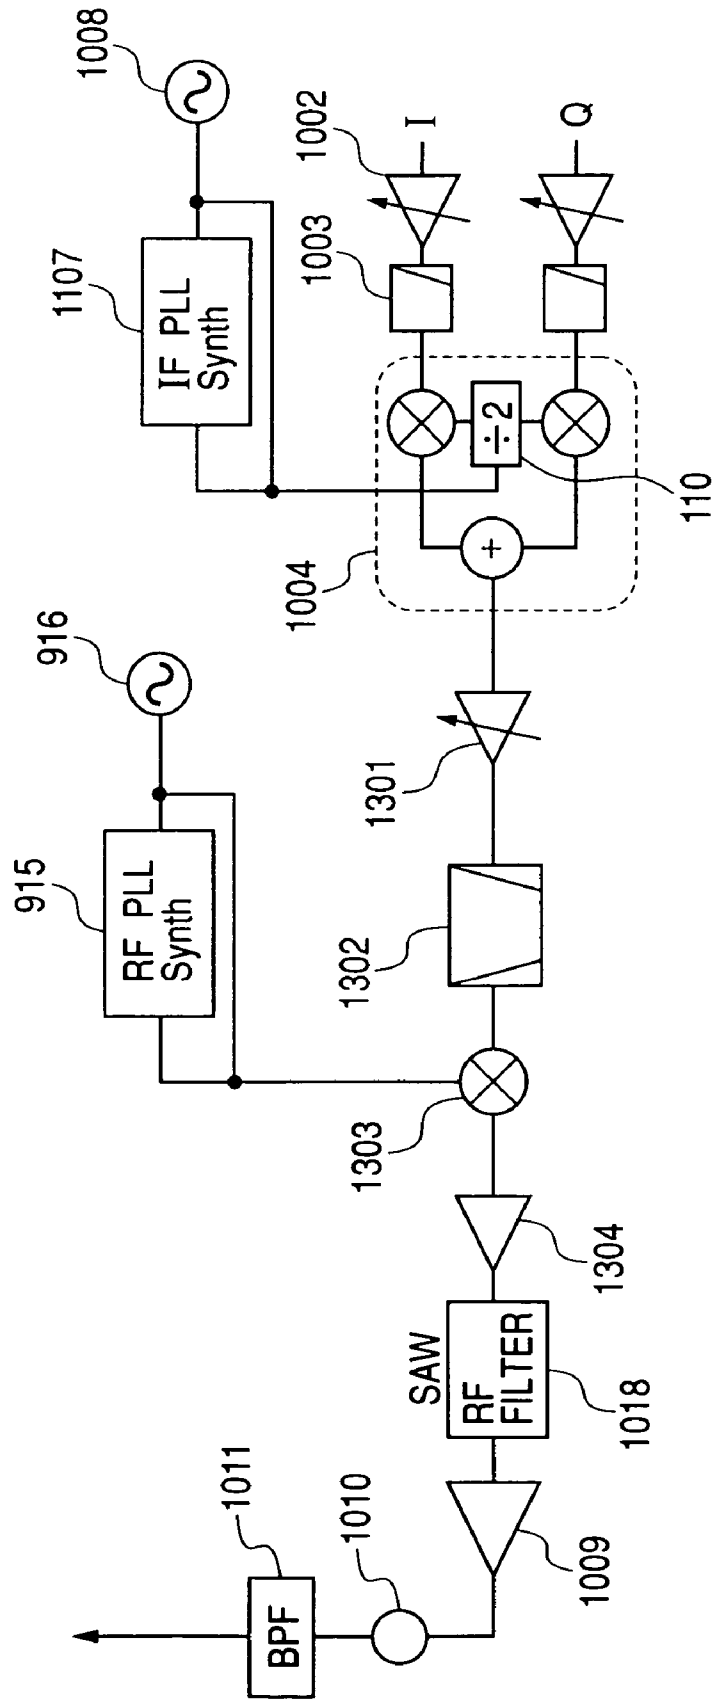 1008
1107
IF PLL
Synth
1002
I
1003
Q
÷2
110
1004
+
916
915
RF PLL
Synth
1301
1302
1303
1304
SAW
RF
FILTER
1018
1009
1010
1011
BPF